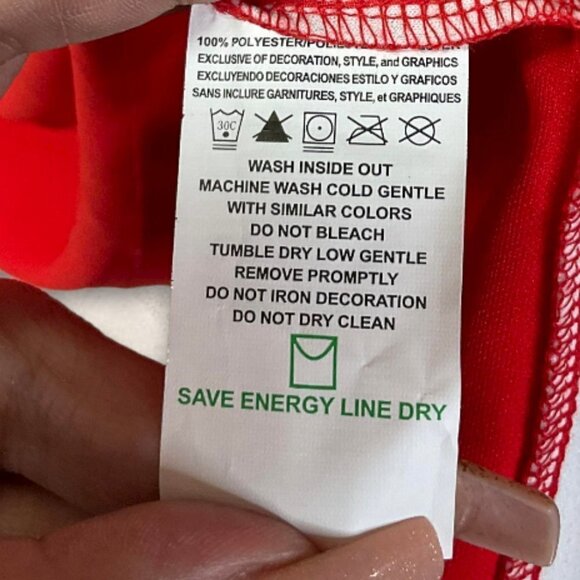 100% POLYESTER/
EXCLUSIVE OF DECORATION, STYLE, and GRAPHICS
EXCLUYENDO DECORACIONES ESTILO Y GRAFICOS
SANS INCLURE GARNITURES, STYLE, et GRAPHIQUES
30C
WASH INSIDE OUT
MACHINE WASH COLD GENTLE
WITH SIMILAR COLORS
DO NOT BLEACH
TUMBLE DRY LOW GENTLE
REMOVE PROMPTLY
DO NOT IRON DECORATION
DO NOT DRY CLEAN
SAVE ENERGY LINE DRY